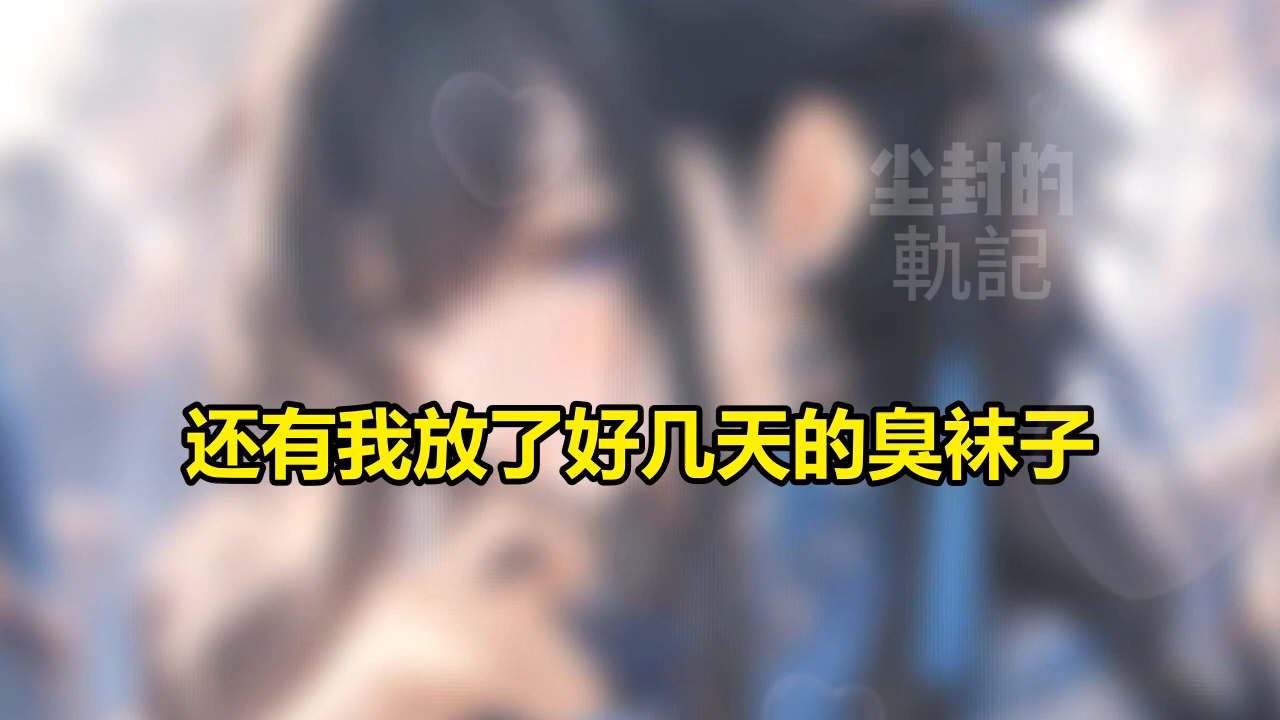 尘封的
軌記
还有我放了好几天的臭袜子